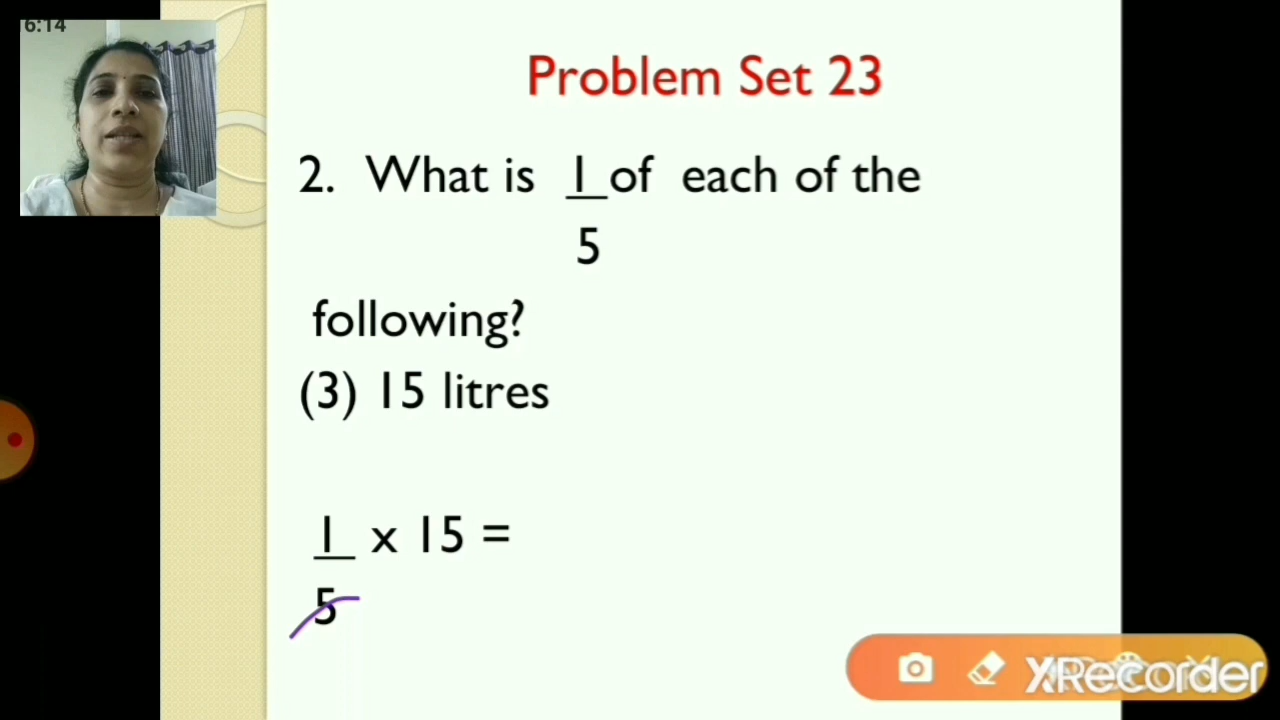 6:14
Problem Set 23
2. What is 1 of each of the
5
following?
(3) 15 litres
1 x 15 =
5
XRecorder